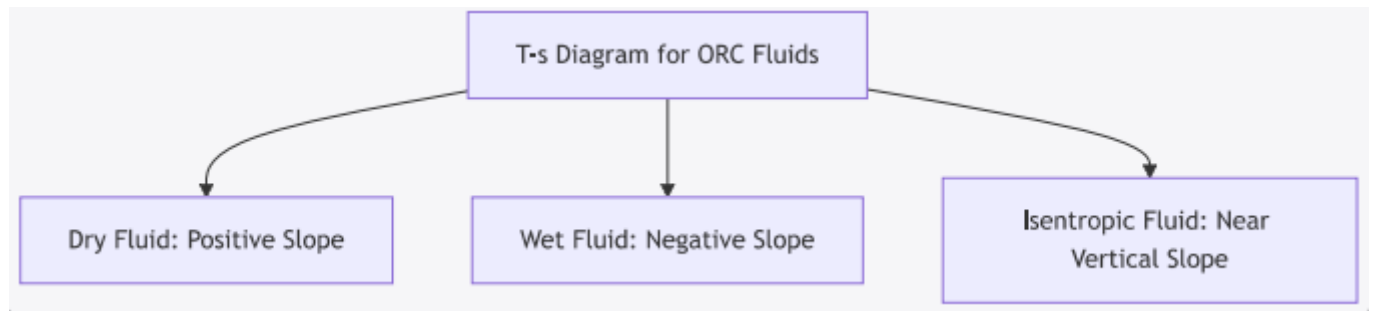 T-s Diagram for ORC Fluids
Dry Fluid: Positive Slope
Wet Fluid: Negative Slope
Isentropic Fluid: Near
Vertical Slope